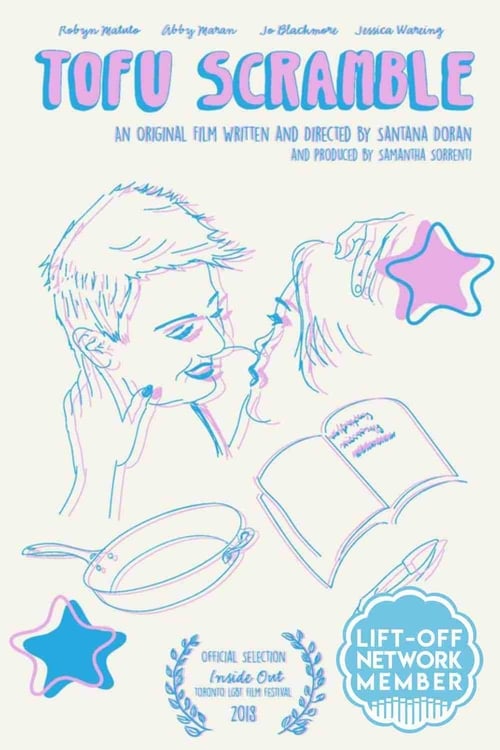 Robyn Matuto Abby Maran Jo Blackmore Jessica Wareing
TOFU SCRAMBLE
AN ORIGINAL FILM WRITTEN AND DIRECTED BY SANTANA DORAN
AND PRODUCED BY SAMANTHA SORRENTI
OFFICIAL SELECTION
Inside Out
TORONTO LGBT FILM FESTIVAL
2018
LIFT-OFF
NETWORK
MEMBER